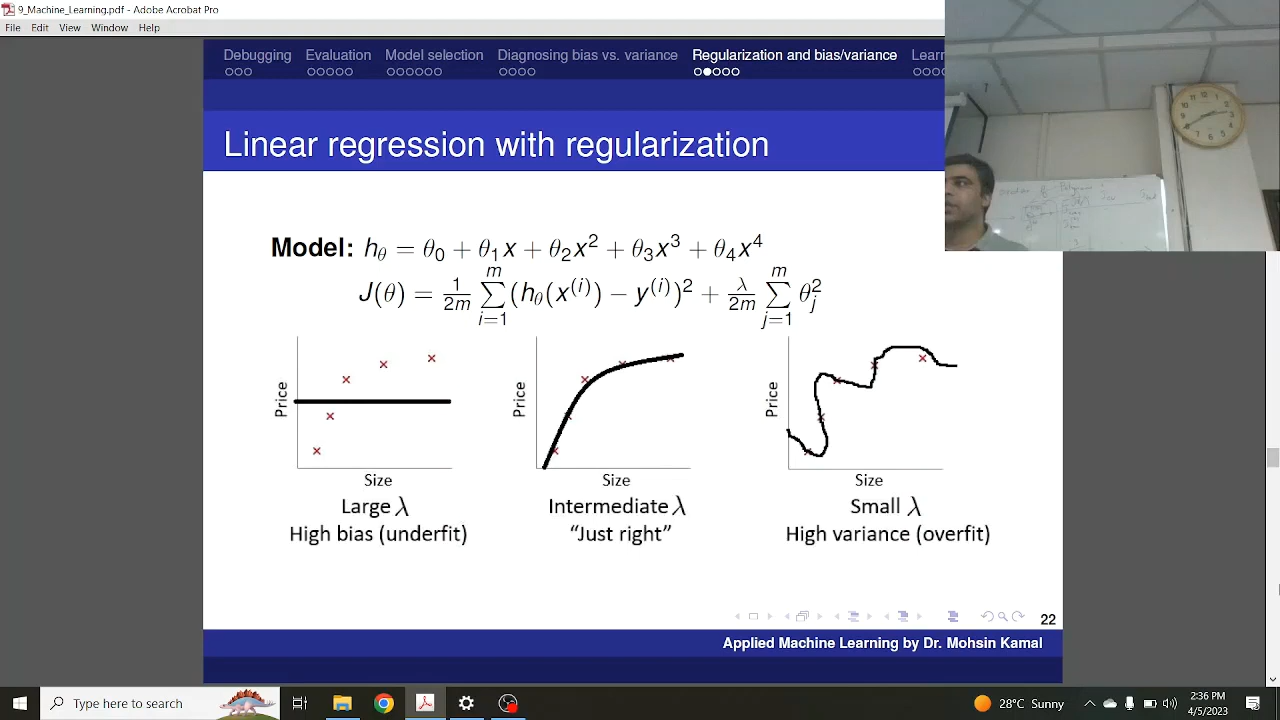 9_Machine_Learning.pdf - Adobe Acrobat Pro
File Edit View Window Help
Debugging Evaluation Model selection Diagnosing bias vs. variance Regularization and bias/variance Learn
Linear regression with regularization
Model: hθ = θ0 + θ1x + θ2x² + θ3x³ + θ4x⁴
J(θ) = 1/2m ∑_{i=1}^{m} (hθ(x⁽ⁱ⁾) − y⁽ⁱ⁾)² + λ/2m ∑_{j=1}^{m} θj²
Price Price Price
Size Size Size
Large λ Intermediate λ Small λ
High bias (underfit) "Just right" High variance (overfit)
22
Applied Machine Learning by Dr. Mohsin Kamal
Type here to search
28°C Sunny
2:36 PM
4/5/2023